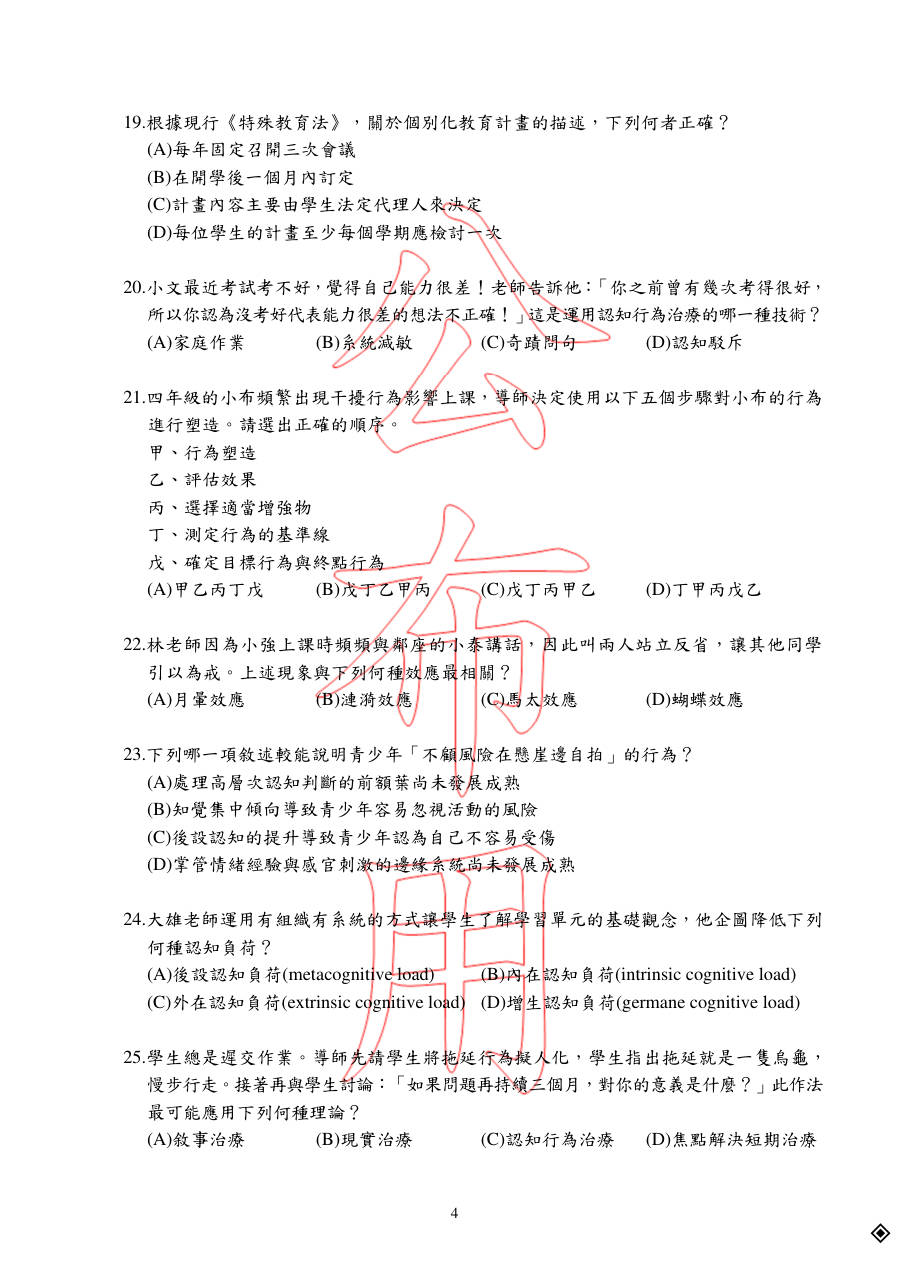 19.根據現行《特殊教育法》，關於個別化教育計畫的描述，下列何者正確？
(A)每年固定召開三次會議
(B)在開學後一個月內訂定
(C)計畫內容主要由學生法定代理人來決定
(D)每位學生的計畫至少每個學期應檢討一次
20.小文最近考試考不好，覺得自己能力很差！老師告訴他：「你之前曾有幾次考得很好，
所以你認為沒考好代表能力很差的想法不正確！」這是運用認知行為治療的哪一種技術？
(A)家庭作業 (B)系統減敏 (C)奇蹟問句 (D)認知駁斥
21.四年級的小布頻繁出現干擾行為影響上課，導師決定使用以下五個步驟對小布的行為
進行塑造。請選出正確的順序。
甲、行為塑造
乙、評估效果
丙、選擇適當增強物
丁、測定行為的基準線
戊、確定目標行為與終點行為
(A)甲乙丙丁戊 (B)戊丁乙甲丙 (C)戊丁丙甲乙 (D)丁甲丙戊乙
22.林老師因為小強上課時頻頻與鄰座的小泰講話，因此叫兩人站立反省，讓其他同學
引以為戒。上述現象與下列何種效應最相關？
(A)月暈效應 (B)漣漪效應 (C)馬太效應 (D)蝴蝶效應
23.下列哪一項敘述較能說明青少年「不顧風險在懸崖邊自拍」的行為？
(A)處理高層次認知判斷的前額葉尚未發展成熟
(B)知覺集中傾向導致青少年容易忽視活動的風險
(C)後設認知的提升導致青少年認為自己不容易受傷
(D)掌管情緒經驗與感官刺激的邊緣系統尚未發展成熟
24.大雄老師運用有組織有系統的方式讓學生了解學習單元的基礎觀念，他企圖降低下列
何種認知負荷？
(A)後設認知負荷(metacognitive load) (B)內在認知負荷(intrinsic cognitive load)
(C)外在認知負荷(extrinsic cognitive load) (D)增生認知負荷(germane cognitive load)
25.學生總是遲交作業。導師先請學生將拖延行為擬人化，學生指出拖延就是一隻烏龜，
慢步行走。接著再與學生討論：「如果問題再持續三個月，對你的意義是什麼？」此作法
最可能應用下列何種理論？
(A)敘事治療 (B)現實治療 (C)認知行為治療 (D)焦點解決短期治療
公布用
4